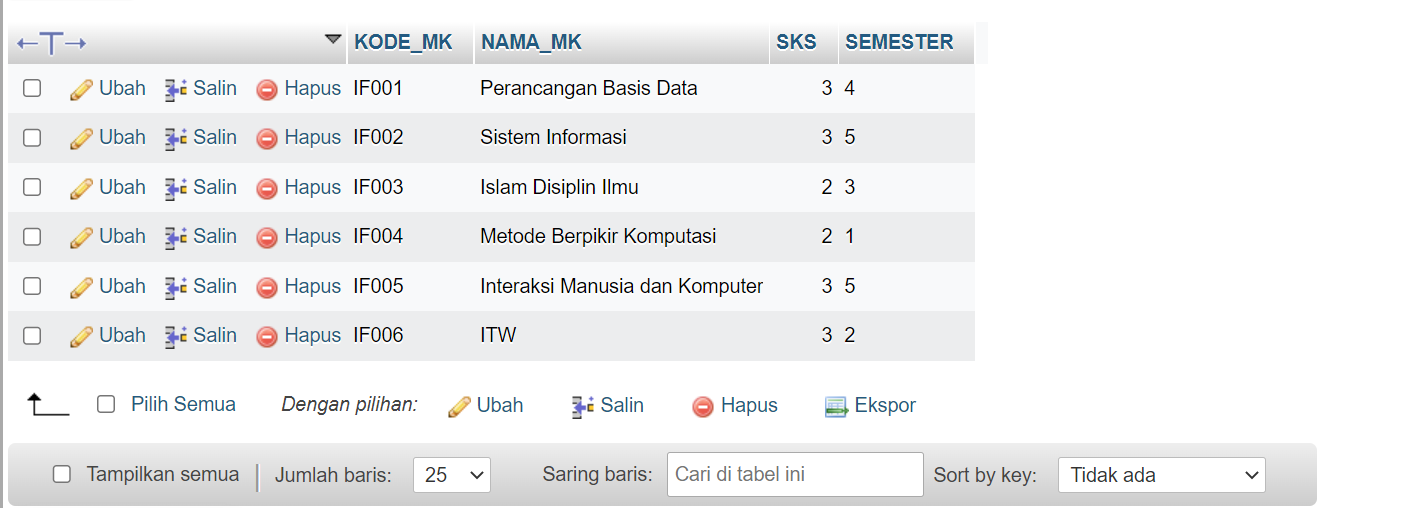 KODE_MK NAMA_MK SKS SEMESTER
Ubah Salin Hapus IF001 Perancangan Basis Data 3 4
Ubah Salin Hapus IF002 Sistem Informasi 3 5
Ubah Salin Hapus IF003 Islam Disiplin Ilmu 2 3
Ubah Salin Hapus IF004 Metode Berpikir Komputasi 2 1
Ubah Salin Hapus IF005 Interaksi Manusia dan Komputer 3 5
Ubah Salin Hapus IF006 ITW 3 2
Pilih Semua Dengan pilihan: Ubah Salin Hapus Ekspor
Tampilkan semua Jumlah baris: 25 Saring baris: Cari di tabel ini Sort by key: Tidak ada